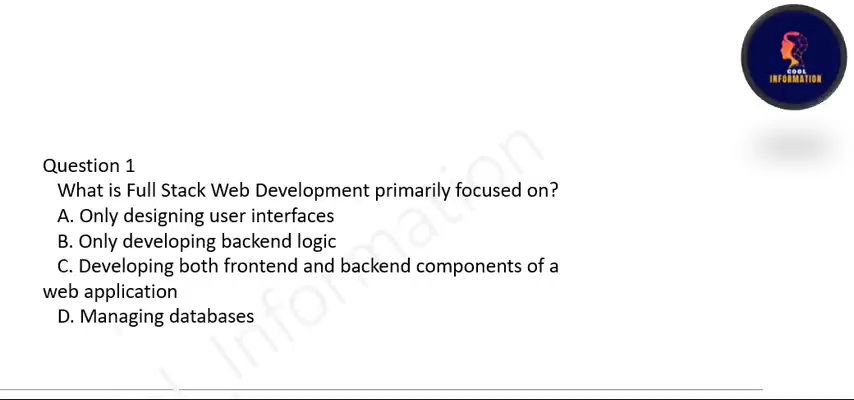 COOL
INFORMATION
Question 1
What is Full Stack Web Development primarily focused on?
A. Only designing user interfaces
B. Only developing backend logic
C. Developing both frontend and backend components of a
web application
D. Managing databases
Information